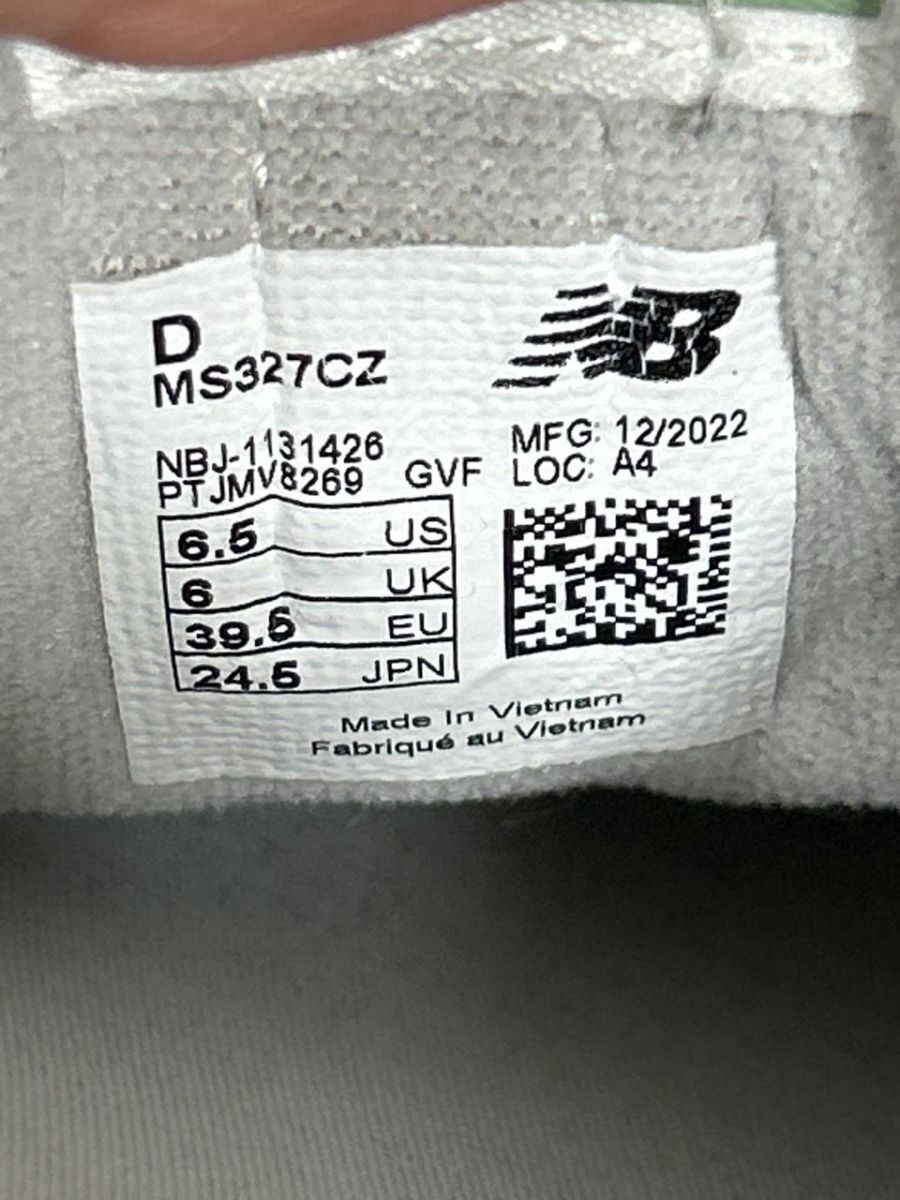 D
MS327CZ
NB
NBJ-1131426
PTJMV8269
GVF
MFG: 12/2022
LOC: A4
6.5 US
6 UK
39.5 EU
24.5 JPN
Made In Vietnam
Fabriqué au Vietnam